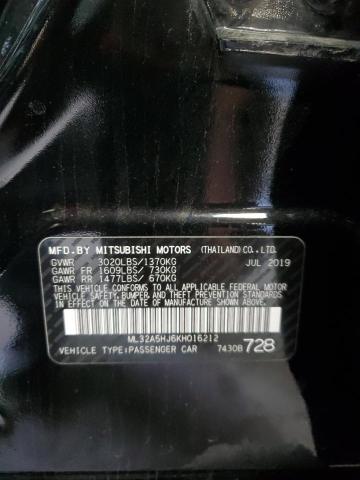 MFD.BY MITSUBISHI MOTORS (THAILAND)CO.,LTD.
GVWR 3020LBS/1370KG JUL 2019
GAWR FR 1609LBS/ 730KG
GAWR RR 1477LBS/ 670KG
THIS VEHICLE CONFORMS TO ALL APPLICABLE FEDERAL
MOTOR VEHICLE SAFETY, BUMPER, AND THEFT PREVENTION
STANDARDS IN EFFECT ON THE DATE OF MANUFACTURE
SHOWN ABOVE.
ML32A5HJ6KH016212
VEHICLE TYPE:PASSENGER CAR 7430B 728